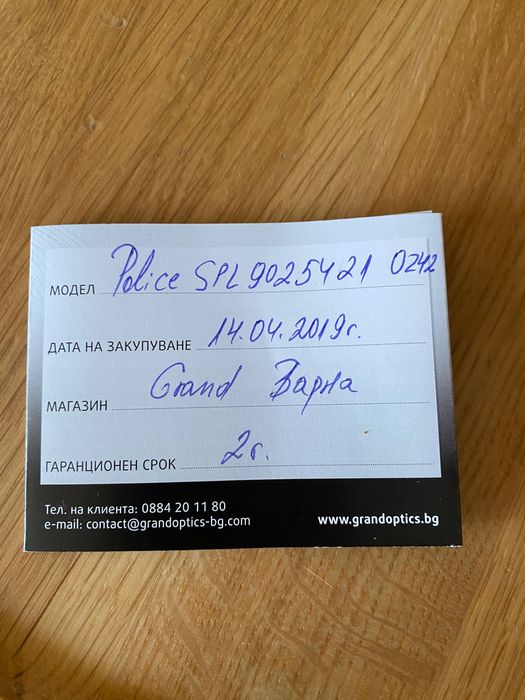 МОДЕЛ Police SPL 9025421 OZ42
ДАТА НА ЗАКУПУВАНЕ 14.04.2019г.
МАГАЗИН Grand Варна
ГАРАНЦИОНЕН СРОК 2г.
Тел. на клиента: 0884 20 11 80
e-mail: contact@grandoptics-bg.com www.grandoptics.bg